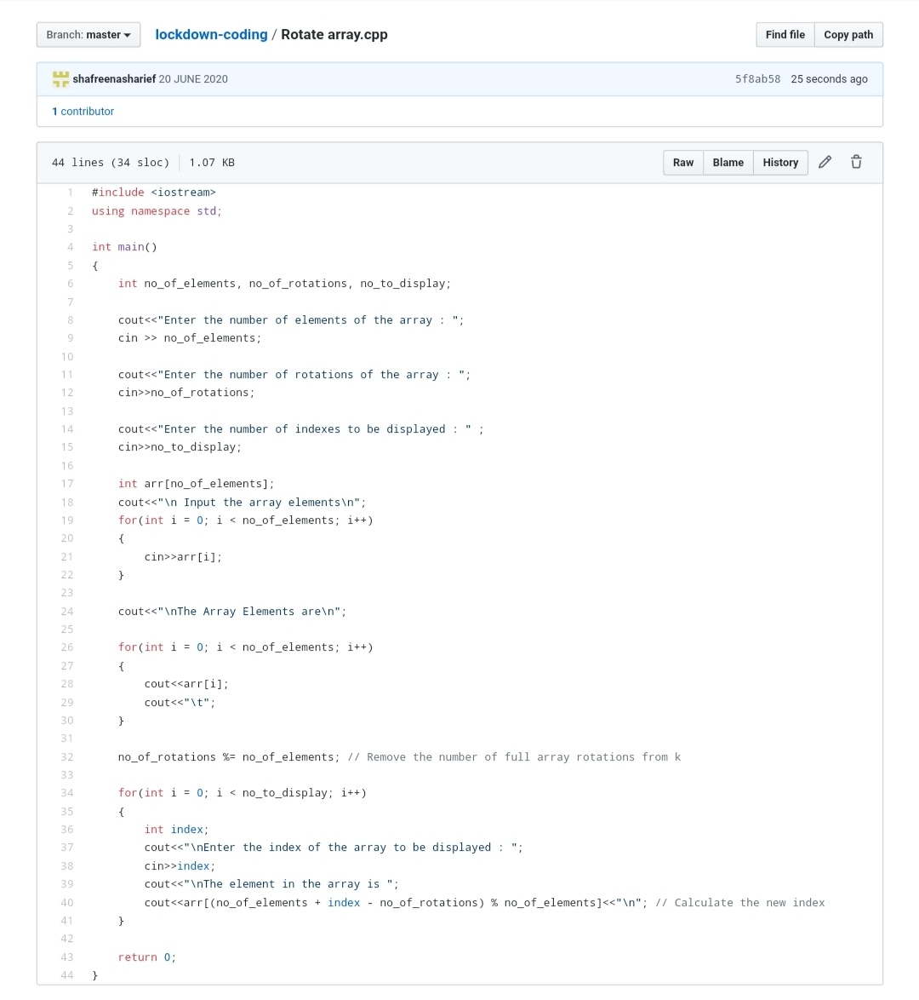 Branch: master
lockdown-coding / Rotate array.cpp
Find file
Copy path
shafreenasharief 20 JUNE 2020
5f8ab58 25 seconds ago
1 contributor
44 lines (34 sloc) 1.07 KB
Raw Blame History
1 #include <iostream>
2 using namespace std;
3
4 int main()
5 {
6 int no_of_elements, no_of_rotations, no_to_display;
7
8 cout<<"Enter the number of elements of the array : ";
9 cin >> no_of_elements;
10
11 cout<<"Enter the number of rotations of the array : ";
12 cin>>no_of_rotations;
13
14 cout<<"Enter the number of indexes to be displayed : " ;
15 cin>>no_to_display;
16
17 int arr[no_of_elements];
18 cout<<"\n Input the array elements\n";
19 for(int i = 0; i < no_of_elements; i++)
20 {
21 cin>>arr[i];
22 }
23
24 cout<<"\nThe Array Elements are\n";
25
26 for(int i = 0; i < no_of_elements; i++)
27 {
28 cout<<arr[i];
29 cout<<"\t";
30 }
31
32 no_of_rotations %= no_of_elements; // Remove the number of full array rotations from k
33
34 for(int i = 0; i < no_to_display; i++)
35 {
36 int index;
37 cout<<"\nEnter the index of the array to be displayed : ";
38 cin>>index;
39 cout<<"\nThe element in the array is ";
40 cout<<arr[(no_of_elements + index - no_of_rotations) % no_of_elements]<<"\n"; // Calculate the new index
41 }
42
43 return 0;
44 }